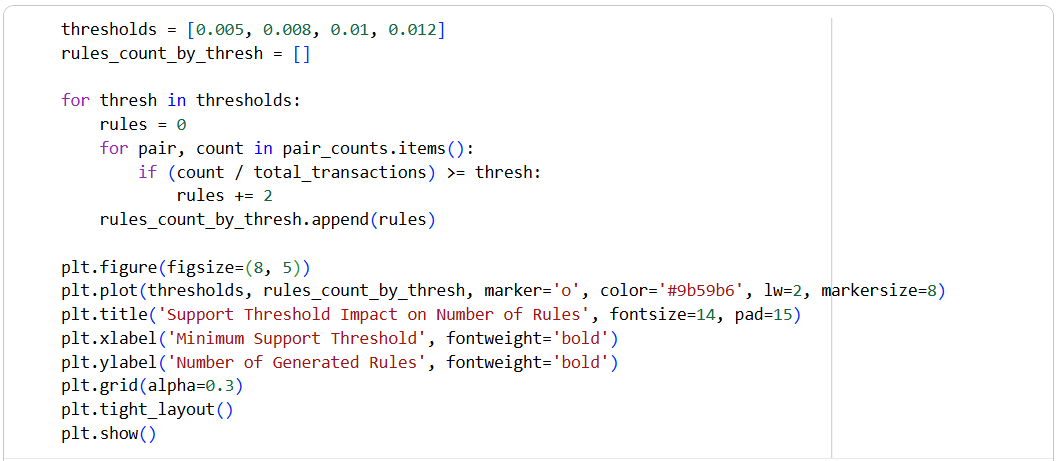 thresholds = [0.005, 0.008, 0.01, 0.012]
rules_count_by_thresh = []

for thresh in thresholds:
    rules = 0
    for pair, count in pair_counts.items():
        if (count / total_transactions) >= thresh:
            rules += 2
    rules_count_by_thresh.append(rules)

plt.figure(figsize=(8, 5))
plt.plot(thresholds, rules_count_by_thresh, marker='o', color='#9b59b6', lw=2, markersize=8)
plt.title('Support Threshold Impact on Number of Rules', fontsize=14, pad=15)
plt.xlabel('Minimum Support Threshold', fontweight='bold')
plt.ylabel('Number of Generated Rules', fontweight='bold')
plt.grid(alpha=0.3)
plt.tight_layout()
plt.show()